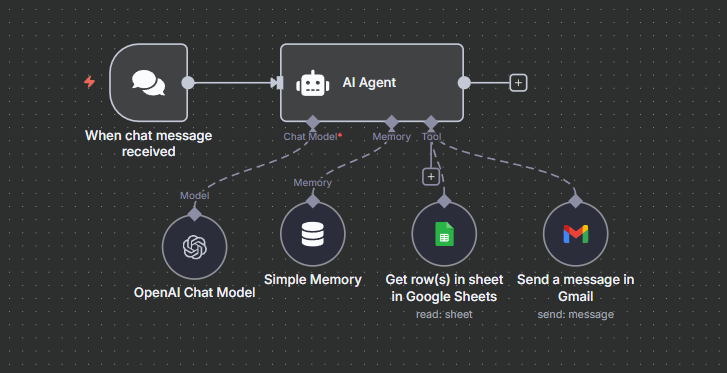 AI Agent
When chat message
received
Chat Model*
Memory
Tool
Model
Memory
OpenAI Chat Model
Simple Memory
Get row(s) in sheet
in Google Sheets
read: sheet
Send a message in
Gmail
send: message